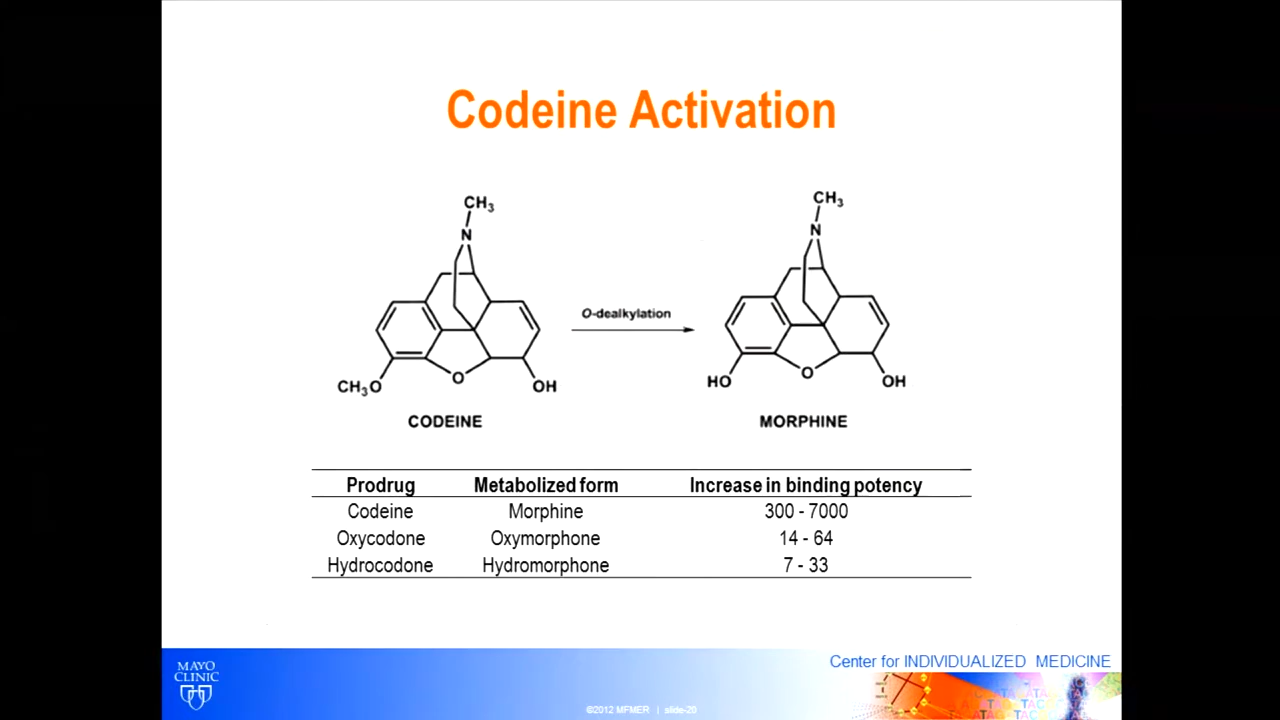 Codeine Activation
CH3
N
O-dealkylation
CH3O
O
OH
CODEINE
CH3
N
HO
O
OH
MORPHINE
Prodrug Metabolized form Increase in binding potency
Codeine Morphine 300 - 7000
Oxycodone Oxymorphone 14 - 64
Hydrocodone Hydromorphone 7 - 33
MAYO
CLINIC
Center for INDIVIDUALIZED MEDICINE
©2012 MFMER | slide-20